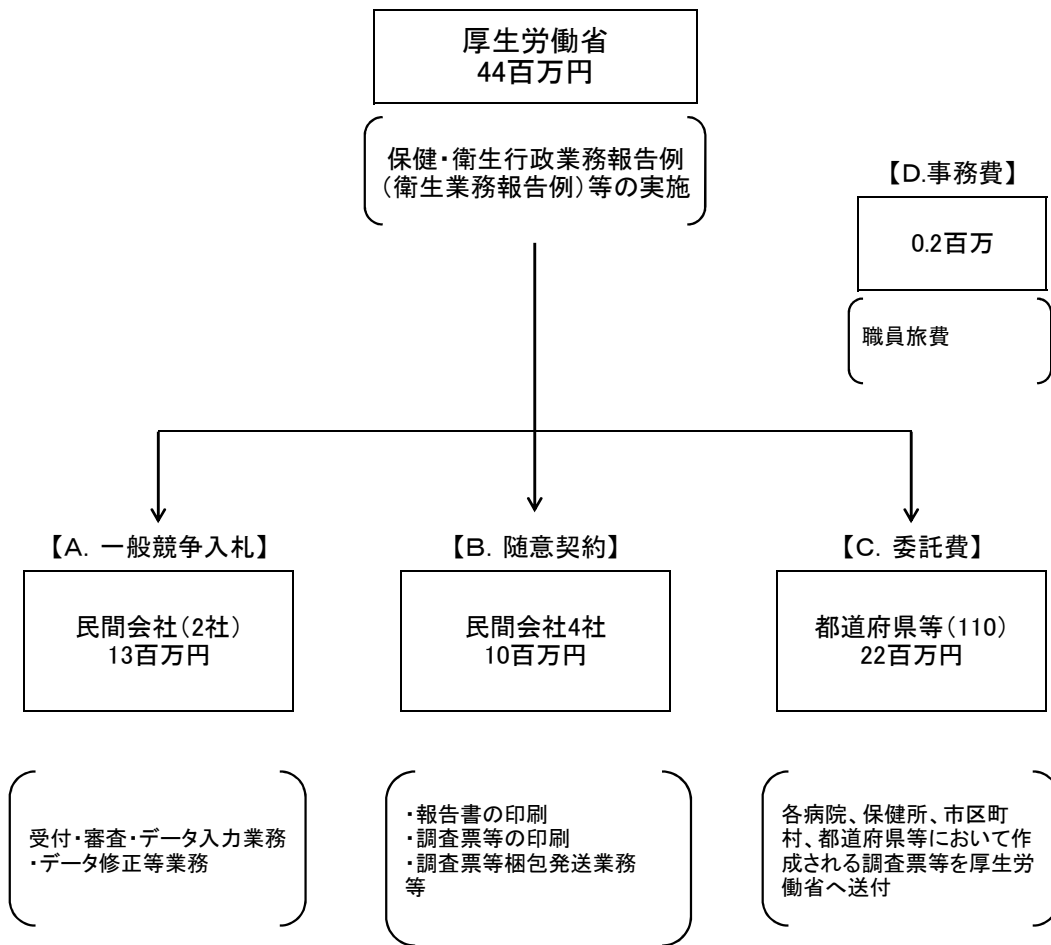 厚生労働省
44百万円
保健・衛生行政業務報告例
（衛生業務報告例）等の実施
【D.事務費】
0.2百万
職員旅費
【A. 一般競争入札】
民間会社（2社）
13百万円
受付・審査・データ入力業務
・データ修正等業務
【B. 随意契約】
民間会社4社
10百万円
・報告書の印刷
・調査票等の印刷
・調査票等梱包発送業務
等
【C. 委託費】
都道府県等（110）
22百万円
各病院、保健所、市区町
村、都道府県等において作
成される調査票等を厚生労
働省へ送付